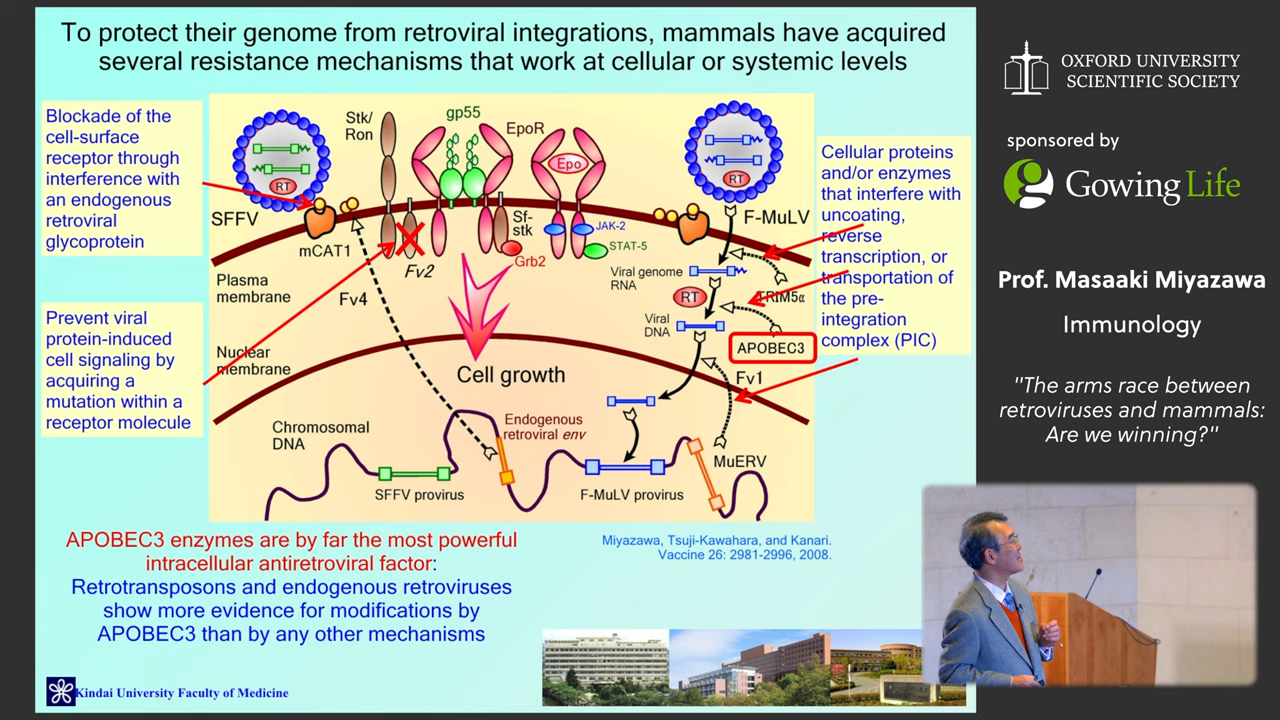 To protect their genome from retroviral integrations, mammals have acquired
several resistance mechanisms that work at cellular or systemic levels
Blockade of the
cell-surface
receptor through
interference with
an endogenous
retroviral
glycoprotein
Prevent viral
protein-induced
cell signaling by
acquiring a
mutation within a
receptor molecule
RT
SFFV
Stk/
Ron
gp55
EpoR
Epo
RT
F-MuLV
mCAT1
Fv2
Sf-
stk
Grb2
JAK-2
STAT-5
Plasma
membrane
Fv4
Viral genome
RNA
RT
TRIM5α
Viral
DNA
APOBEC3
Nuclear
membrane
Cell growth
Fv1
Chromosomal
DNA
Endogenous
retroviral env
MuERV
SFFV provirus
F-MuLV provirus
Cellular proteins
and/or enzymes
that interfere with
uncoating,
reverse
transcription, or
transportation of
the pre-
integration
complex (PIC)
APOBEC3 enzymes are by far the most powerful
intracellular antiretroviral factor:
Retrotransposons and endogenous retroviruses
show more evidence for modifications by
APOBEC3 than by any other mechanisms
Miyazawa, Tsuji-Kawahara, and Kanari.
Vaccine 26: 2981-2996, 2008.
Kindai University Faculty of Medicine
OXFORD UNIVERSITY
SCIENTIFIC SOCIETY
sponsored by
Gowing Life
Prof. Masaaki Miyazawa
Immunology
"The arms race between
retroviruses and mammals:
Are we winning?"